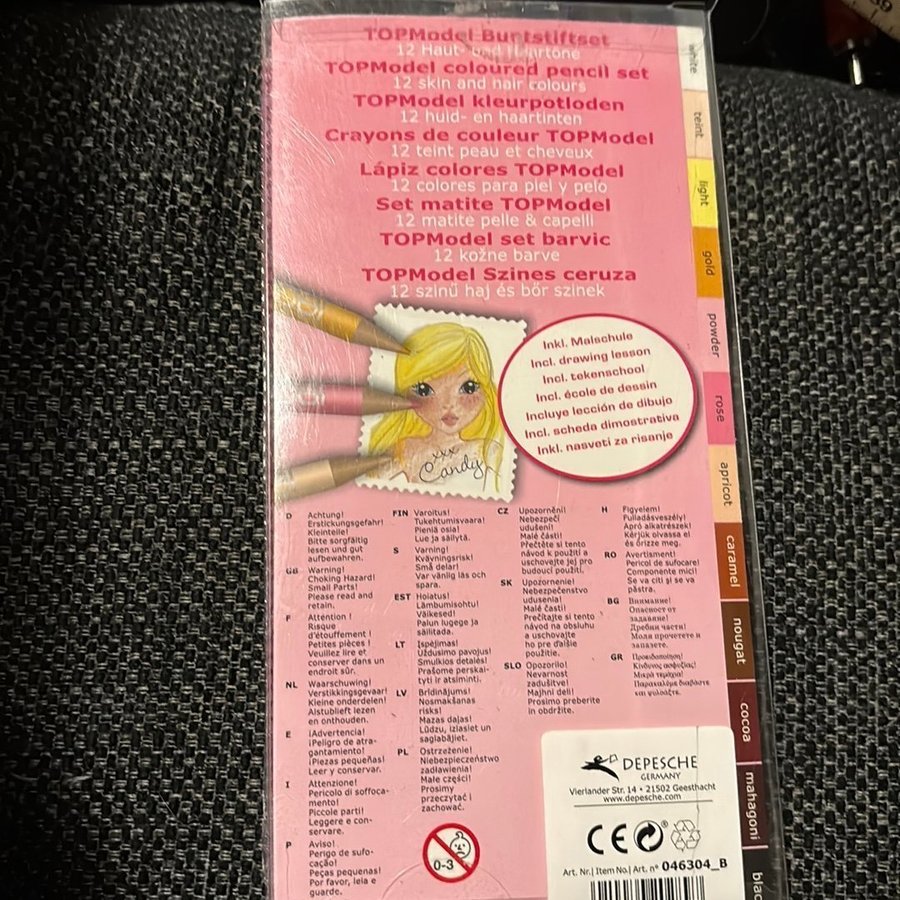 TOPModel Buntstiftset
12 Haut- und Haartöne
TOPModel coloured pencil set
12 skin and hair colours
TOPModel kleurpotloden
12 huid- en haartinten
Crayons de couleur TOPModel
12 teint peau et cheveux
Lápiz colores TOPModel
12 colores para piel y pelo
Set matite TOPModel
12 matite pelle & capelli
TOPModel set barvic
12 kožne barve
TOPModel Szines ceruza
12 szinű haj és bőr szinek
Inkl. Malschule
Incl. drawing lesson
Incl. tekenschool
Incl. école de dessin
Incluye lección de dibujo
Incl. scheda dimostrativa
Inkl. nasveti za risanje
xxx
Candy
white
teint
light
gold
powder
rose
apricot
caramel
nougat
cocoa
mahagoni
D Achtung!
Erstickungsgefahr!
Kleinteile!
Bitte sorgfältig
lesen und gut
aufbewahren.
GB Warning!
Choking Hazard!
Small Parts!
Please read and
retain.
F Attention !
Risque
d'étouffement !
Petites pièces !
Veuillez lire et
conserver dans un
endroit sûr.
NL Waarschuwing!
Verstikkingsgevaar!
Kleine onderdelen!
Alstublieft lezen
en onthouden.
E ¡Advertencia!
¡Peligro de atra-
gantamiento!
¡Piezas pequeñas!
Leer y conservar.
I Attenzione!
Pericolo di soffoca-
mento!
Piccole parti!
Leggere e con-
servare.
P Aviso!
Perigo de sufo-
cação!
Peças pequenas!
Por favor, leia e
guarde.
FIN Varoitus!
Tukehtumisvaara!
Pieniä osia!
Lue ja säilytä.
S Varning!
Kvävningsrisk!
Små delar!
Var vänlig läs och
spara.
EST Hoiatus!
Lämbumisohtu!
Väikesed!
Palun lugege ja
säilitada.
LT Įspėjimas!
Uždusimo pavojus!
Smulkios detalės!
Prašome perskai-
tyti ir atsiminti.
LV Brīdinājums!
Nosmakšanas
risks!
Mazas daļas!
Lūdzu, izlasiet un
saglabājiet.
PL Ostrzeżenie!
Niebezpieczeństwo
zadławienia!
Małe części!
Prosimy
przeczytać i
zachować.
CZ Upozornění!
Nebezpečí
udušení!
Malé části!
Přečtěte si tento
návod k použití a
uschovejte jej pro
budoucí použití.
SK Upozornenie!
Nebezpečenstvo
udusenia!
Malé časti!
Prečítajte si tento
návod na obsluhu
a uschovajte
ho pre ďalšie
použitie.
SLO Opozorilo!
Nevarnost
zadušitve!
Majhni deli!
Prosimo preberite
in obdržite.
H Figyelem!
Fulladásveszély!
Apró alkatrészek!
Kérjük olvassa el
és őrizze meg.
RO Avertisment!
Pericol de sufocare!
Componente mici!
Se va citi şi se va
păstra.
BG Внимание!
Опасност от
задавяне!
Дребни части!
Моля прочетете и
запазете.
GR Προειδοποίηση!
Κίνδυνος ασφυξίας!
Μικρά τεμάχια!
Παρακαλούμε διαβάστε
και φυλάξτε.
0-3
DEPESCHE
GERMANY
Vierlander Str. 14 • 21502 Geesthacht
www.depesche.com
CE
Art. Nr.| Item No.| Art. n° 046304_B